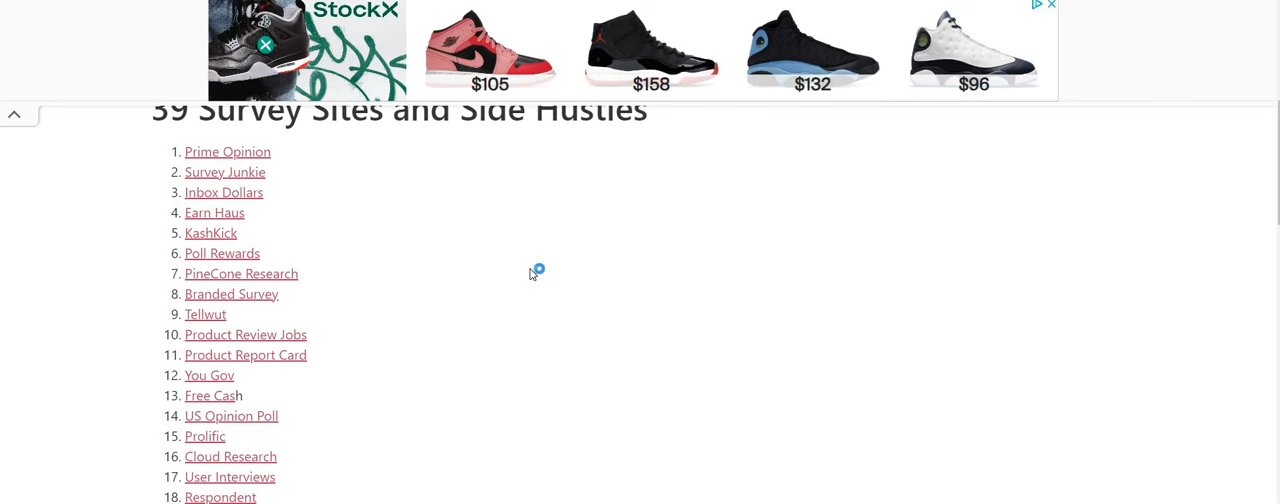 StockX
$105
$158
$132
$96
39 Survey Sites and Side Hustles
1. Prime Opinion
2. Survey Junkie
3. Inbox Dollars
4. Earn Haus
5. KashKick
6. Poll Rewards
7. PineCone Research
8. Branded Survey
9. Tellwut
10. Product Review Jobs
11. Product Report Card
12. You Gov
13. Free Cash
14. US Opinion Poll
15. Prolific
16. Cloud Research
17. User Interviews
18. Respondent